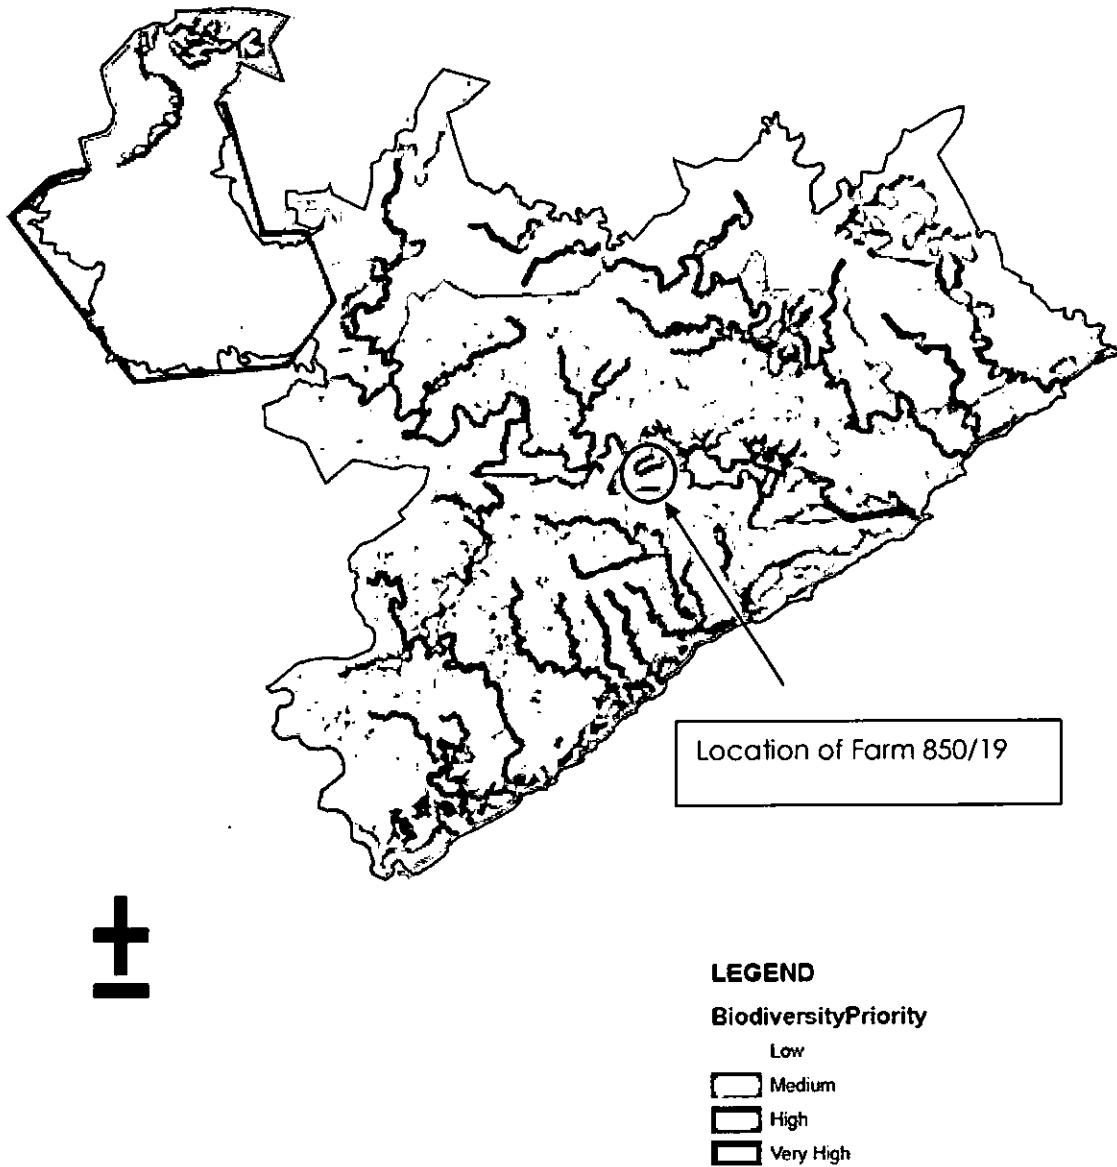 Location of Farm 850/19
LEGEND
BiodiversityPriority
Low
Medium
High
Very High